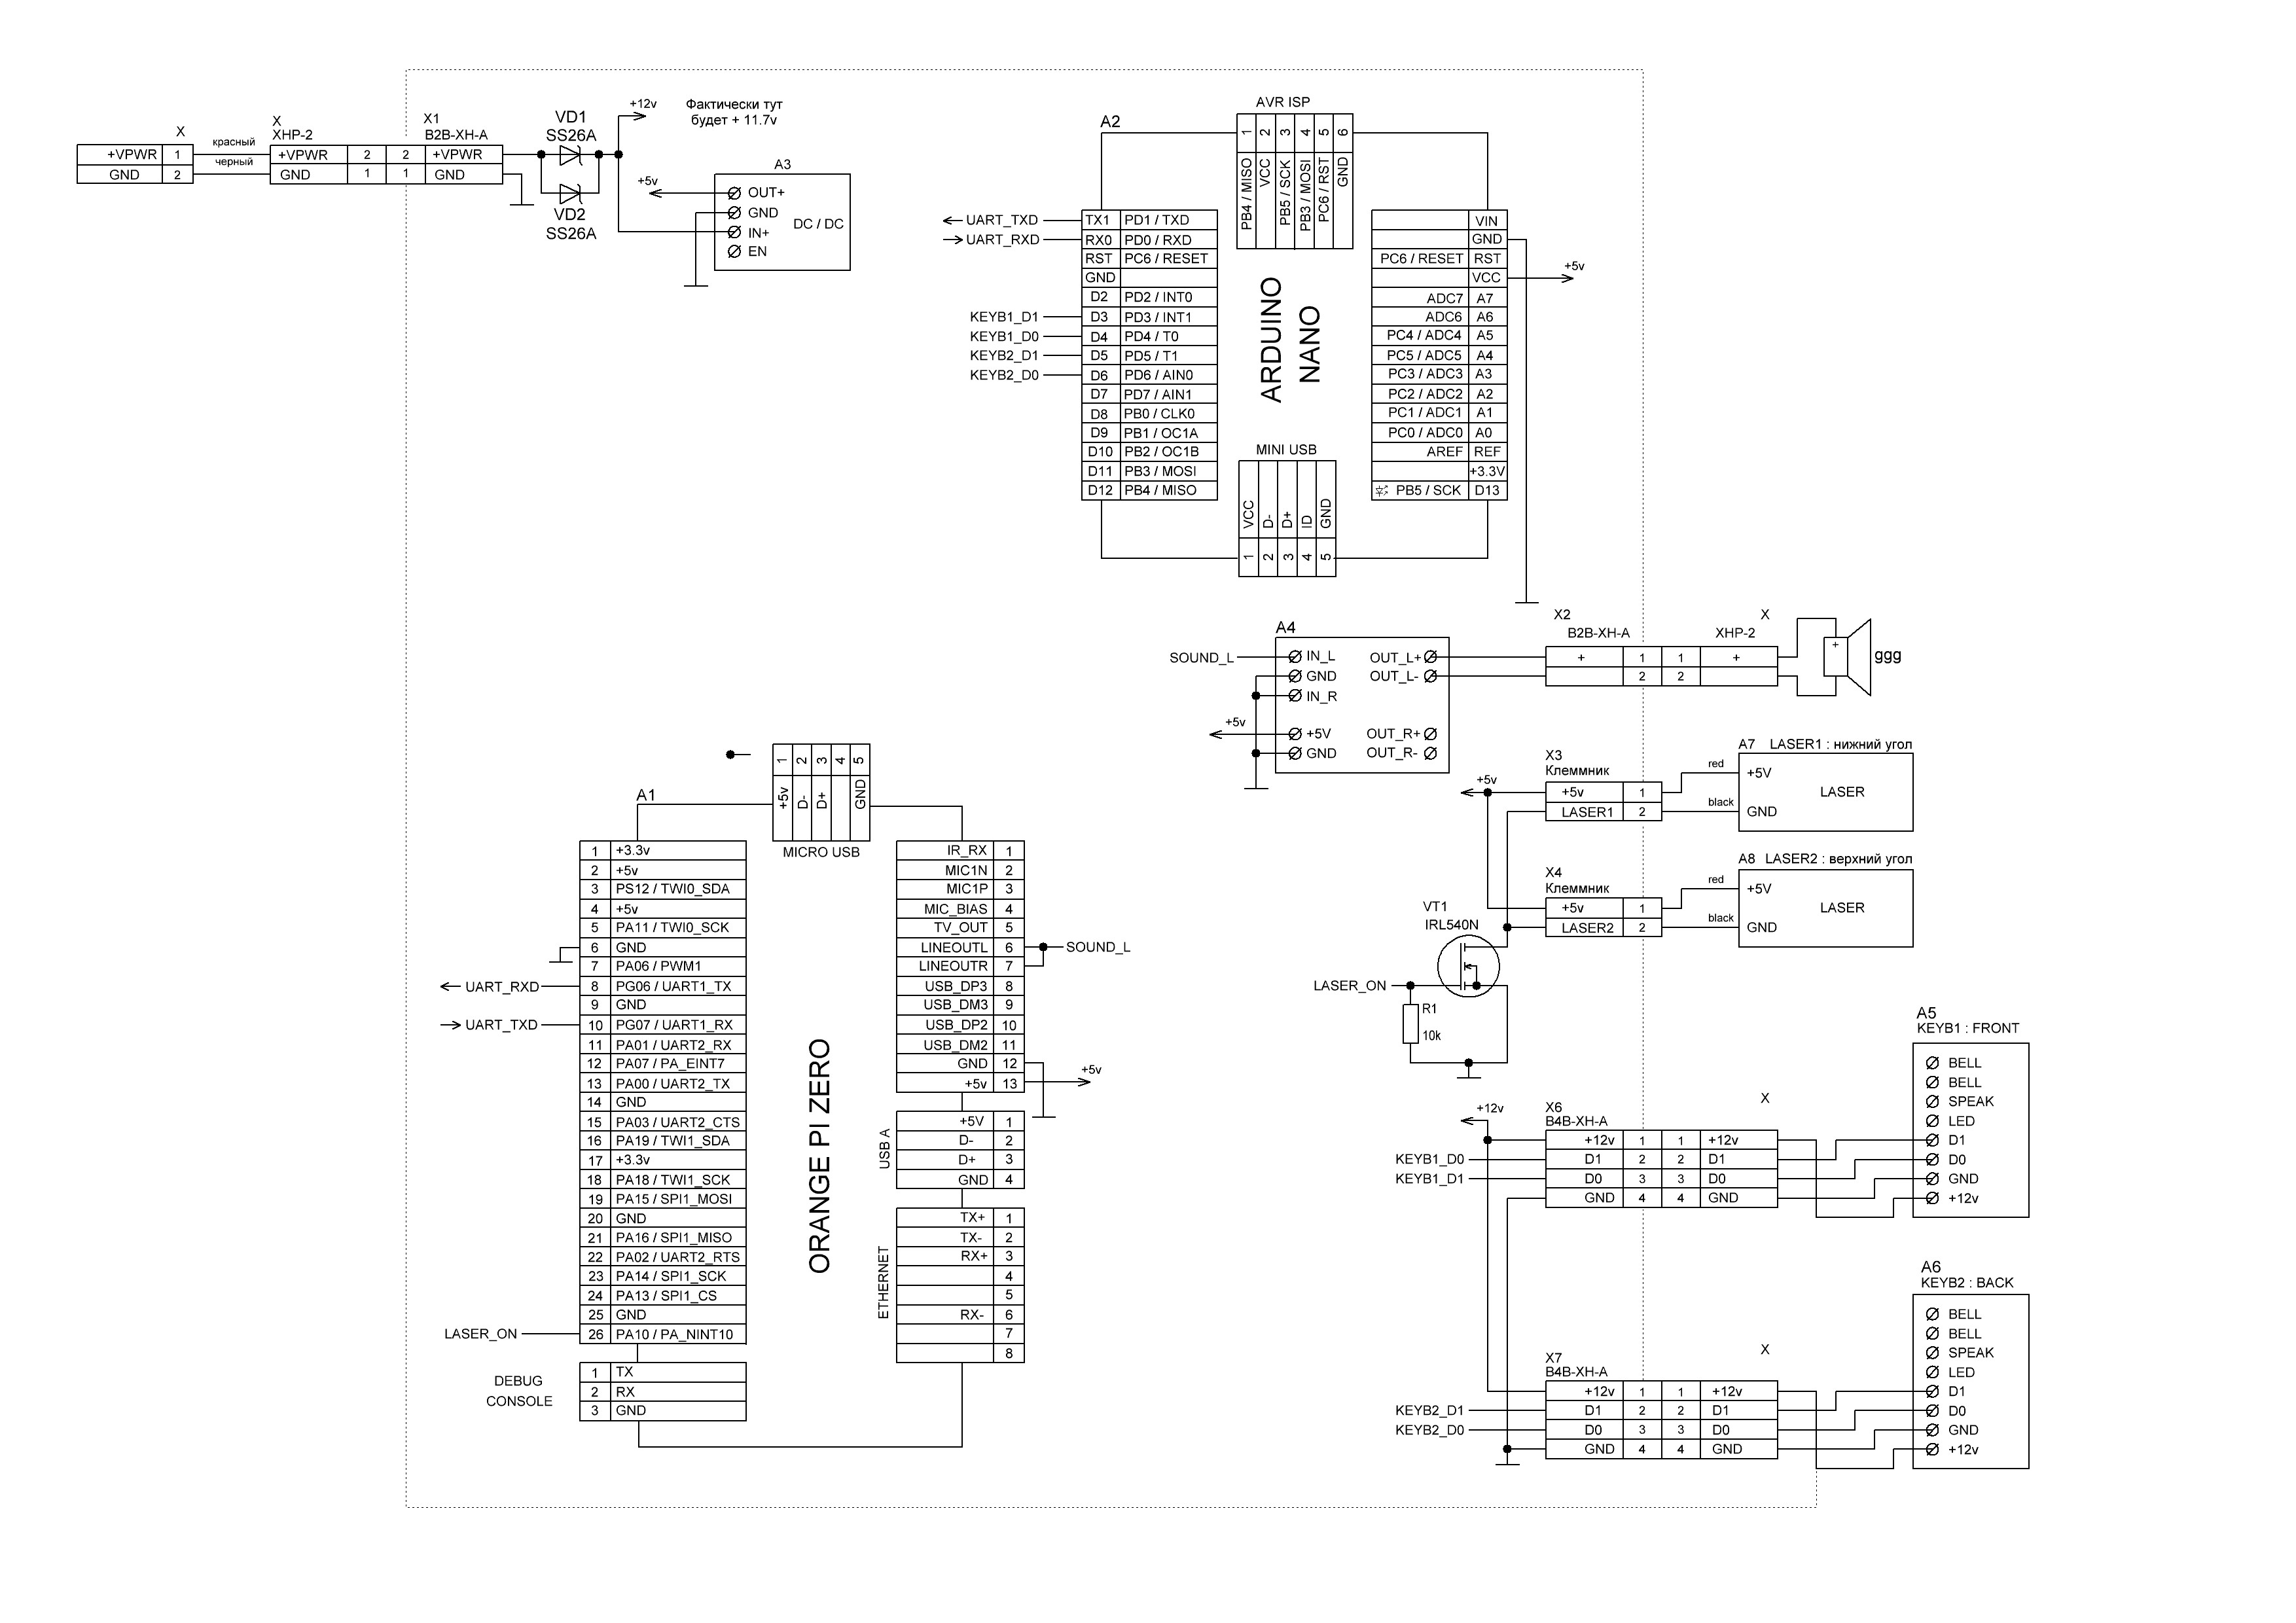 X
+VPWR 1
GND 2
красный
черный
X
XHP-2
+VPWR 2
GND 1
X1
B2B-XH-A
2 +VPWR
1 GND
VD1
SS26A
VD2
SS26A
+12v
Фактически тут
будет + 11.7v
A3
+5v
OUT+
GND
IN+
EN
DC / DC
A2
AVR ISP
1 PB4 / MISO
2 VCC
3 PB5 / SCK
4 PB3 / MOSI
5 PC6 / RST
6 GND
UART_TXD TX1 PD1 / TXD
UART_RXD RX0 PD0 / RXD
RST PC6 / RESET
GND
D2 PD2 / INT0
KEYB1_D1 D3 PD3 / INT1
KEYB1_D0 D4 PD4 / T0
KEYB2_D1 D5 PD5 / T1
KEYB2_D0 D6 PD6 / AIN0
D7 PD7 / AIN1
D8 PB0 / CLK0
D9 PB1 / OC1A
D10 PB2 / OC1B
D11 PB3 / MOSI
D12 PB4 / MISO
ARDUINO
NANO
VIN
GND
PC6 / RESET RST
VCC +5v
ADC7 A7
ADC6 A6
PC4 / ADC4 A5
PC5 / ADC5 A4
PC3 / ADC3 A3
PC2 / ADC2 A2
PC1 / ADC1 A1
PC0 / ADC0 A0
AREF REF
+3.3V
PB5 / SCK D13
MINI USB
VCC 1
D- 2
D+ 3
ID 4
GND 5
A4
SOUND_L IN_L
GND
IN_R
+5v +5V
GND
OUT_L+
OUT_L-
OUT_R+
OUT_R-
X2
B2B-XH-A
+ 1
2
X
XHP-2
1 +
2
+
ggg
X3
Клеммник
+5v
+5v 1
LASER1 2
red
black
A7 LASER1 : нижний угол
+5V
LASER
GND
X4
Клеммник
+5v 1
LASER2 2
red
black
A8 LASER2 : верхний угол
+5V
LASER
GND
VT1
IRL540N
LASER_ON
R1
10k
A1
1 +5v
2 D-
3 D+
4
5 GND
MICRO USB
1 +3.3v
2 +5v
3 PS12 / TWI0_SDA
4 +5v
5 PA11 / TWI0_SCK
6 GND
7 PA06 / PWM1
UART_RXD 8 PG06 / UART1_TX
9 GND
UART_TXD 10 PG07 / UART1_RX
11 PA01 / UART2_RX
12 PA07 / PA_EINT7
13 PA00 / UART2_TX
14 GND
15 PA03 / UART2_CTS
16 PA19 / TWI1_SDA
17 +3.3v
18 PA18 / TWI1_SCK
19 PA15 / SPI1_MOSI
20 GND
21 PA16 / SPI1_MISO
22 PA02 / UART2_RTS
23 PA14 / SPI1_SCK
24 PA13 / SPI1_CS
25 GND
LASER_ON 26 PA10 / PA_NINT10
DEBUG
CONSOLE
1 TX
2 RX
3 GND
ORANGE PI ZERO
IR_RX 1
MIC1N 2
MIC1P 3
MIC_BIAS 4
TV_OUT 5
LINEOUTL 6 SOUND_L
LINEOUTR 7
USB_DP3 8
USB_DM3 9
USB_DP2 10
USB_DM2 11
GND 12
+5v 13 +5v
USB A
+5V 1
D- 2
D+ 3
GND 4
ETHERNET
TX+ 1
TX- 2
RX+ 3
4
5
RX- 6
7
8
+12v
X6
B4B-XH-A
X
+12v 1 1 +12v
KEYB1_D0 D1 2 2 D1
KEYB1_D1 D0 3 3 D0
GND 4 4 GND
A5
KEYB1 : FRONT
BELL
BELL
SPEAK
LED
D1
D0
GND
+12v
X7
B4B-XH-A
X
+12v 1 1 +12v
KEYB2_D1 D1 2 2 D1
KEYB2_D0 D0 3 3 D0
GND 4 4 GND
A6
KEYB2 : BACK
BELL
BELL
SPEAK
LED
D1
D0
GND
+12v